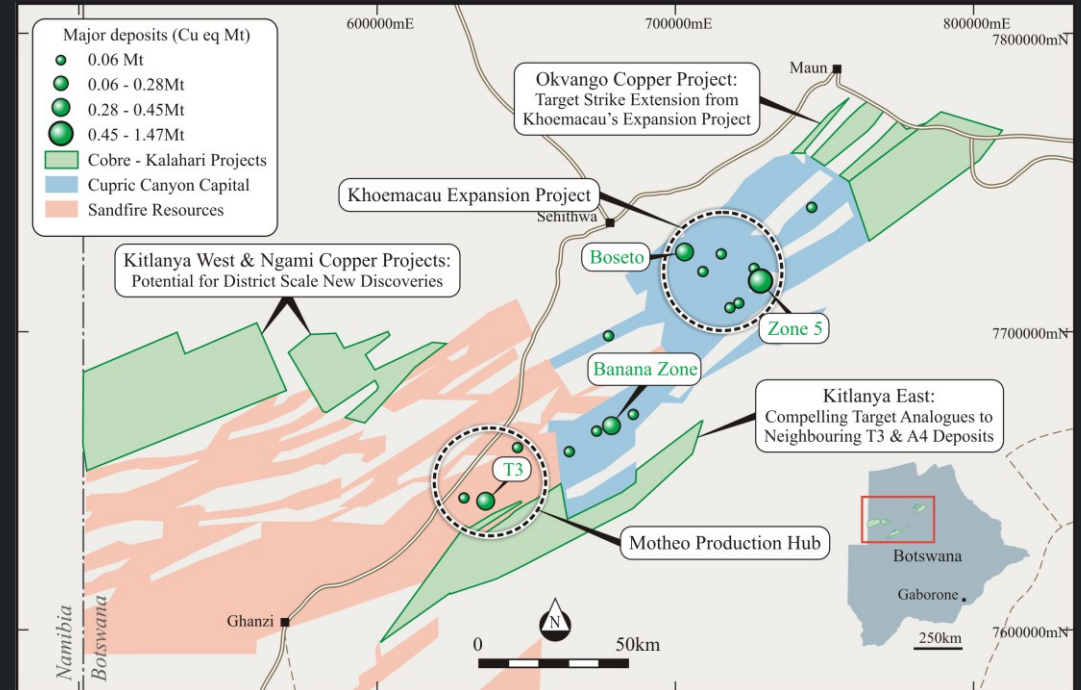 600000mE
700000mE
800000mE
7800000mN
Major deposits (Cu eq Mt)
0.06 Mt
0.06 - 0.28Mt
0.28 - 0.45Mt
0.45 - 1.47Mt
Cobre - Kalahari Projects
Cupric Canyon Capital
Sandfire Resources
Maun
Okvango Copper Project:
Target Strike Extension from
Khoemacau's Expansion Project
Khoemacau Expansion Project
Sehithwa
Boseto
Kitlanya West & Ngami Copper Projects:
Potential for District Scale New Discoveries
Zone 5
7700000mN
Banana Zone
Kitlanya East:
Compelling Target Analogues to
Neighbouring T3 & A4 Deposits
T3
Motheo Production Hub
Botswana
Gaborone
250km
Ghanzi
N
0
50km
7600000mN
Namibia
Botswana